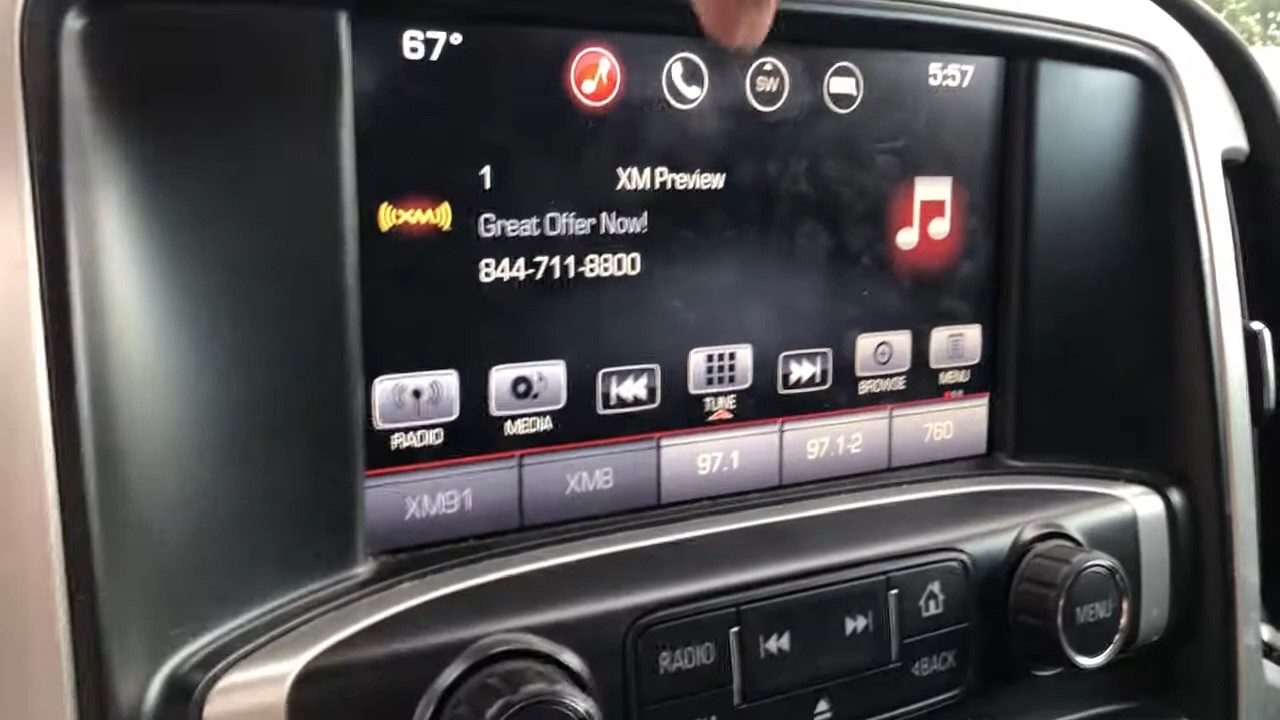 67°
SW
5:57
1 XM Preview
((XM))
Great Offer Now!
844-711-8800
RADIO
MEDIA
TUNE
BROWSE
MENU
XM91
XM8
97.1
97.1-2
760
RADIO
MENU
BACK